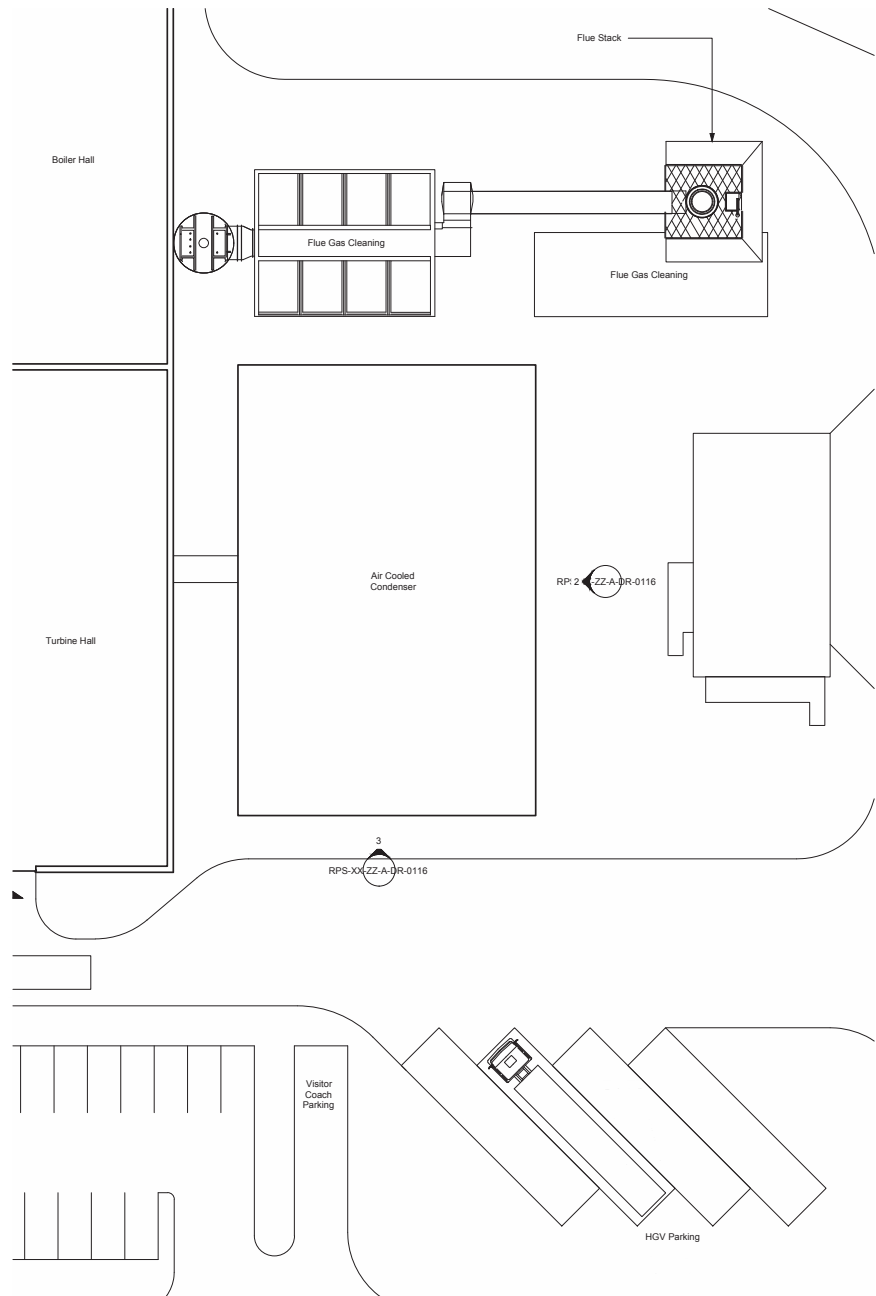 Flue Stack
Boiler Hall
Flue Gas Cleaning
Flue Gas Cleaning
Air Cooled
Condenser
2
-ZZ-A-DR-0116
Turbine Hall
3
RPS-XX-ZZ-A-DR-0116
Visitor
Coach
Parking
HGV Parking